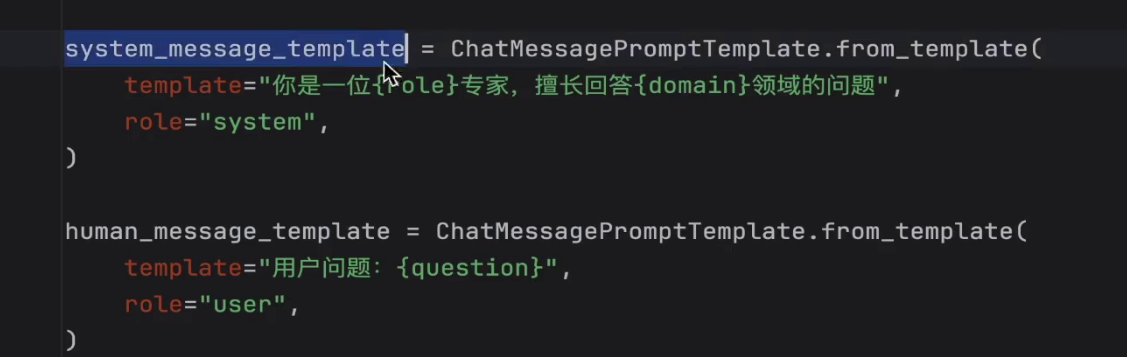 system_message_template = ChatMessagePromptTemplate.from_template(
template="你是一位{role}专家，擅长回答{domain}领域的问题",
role="system",
)
human_message_template = ChatMessagePromptTemplate.from_template(
template="用户问题：{question}",
role="user",
)